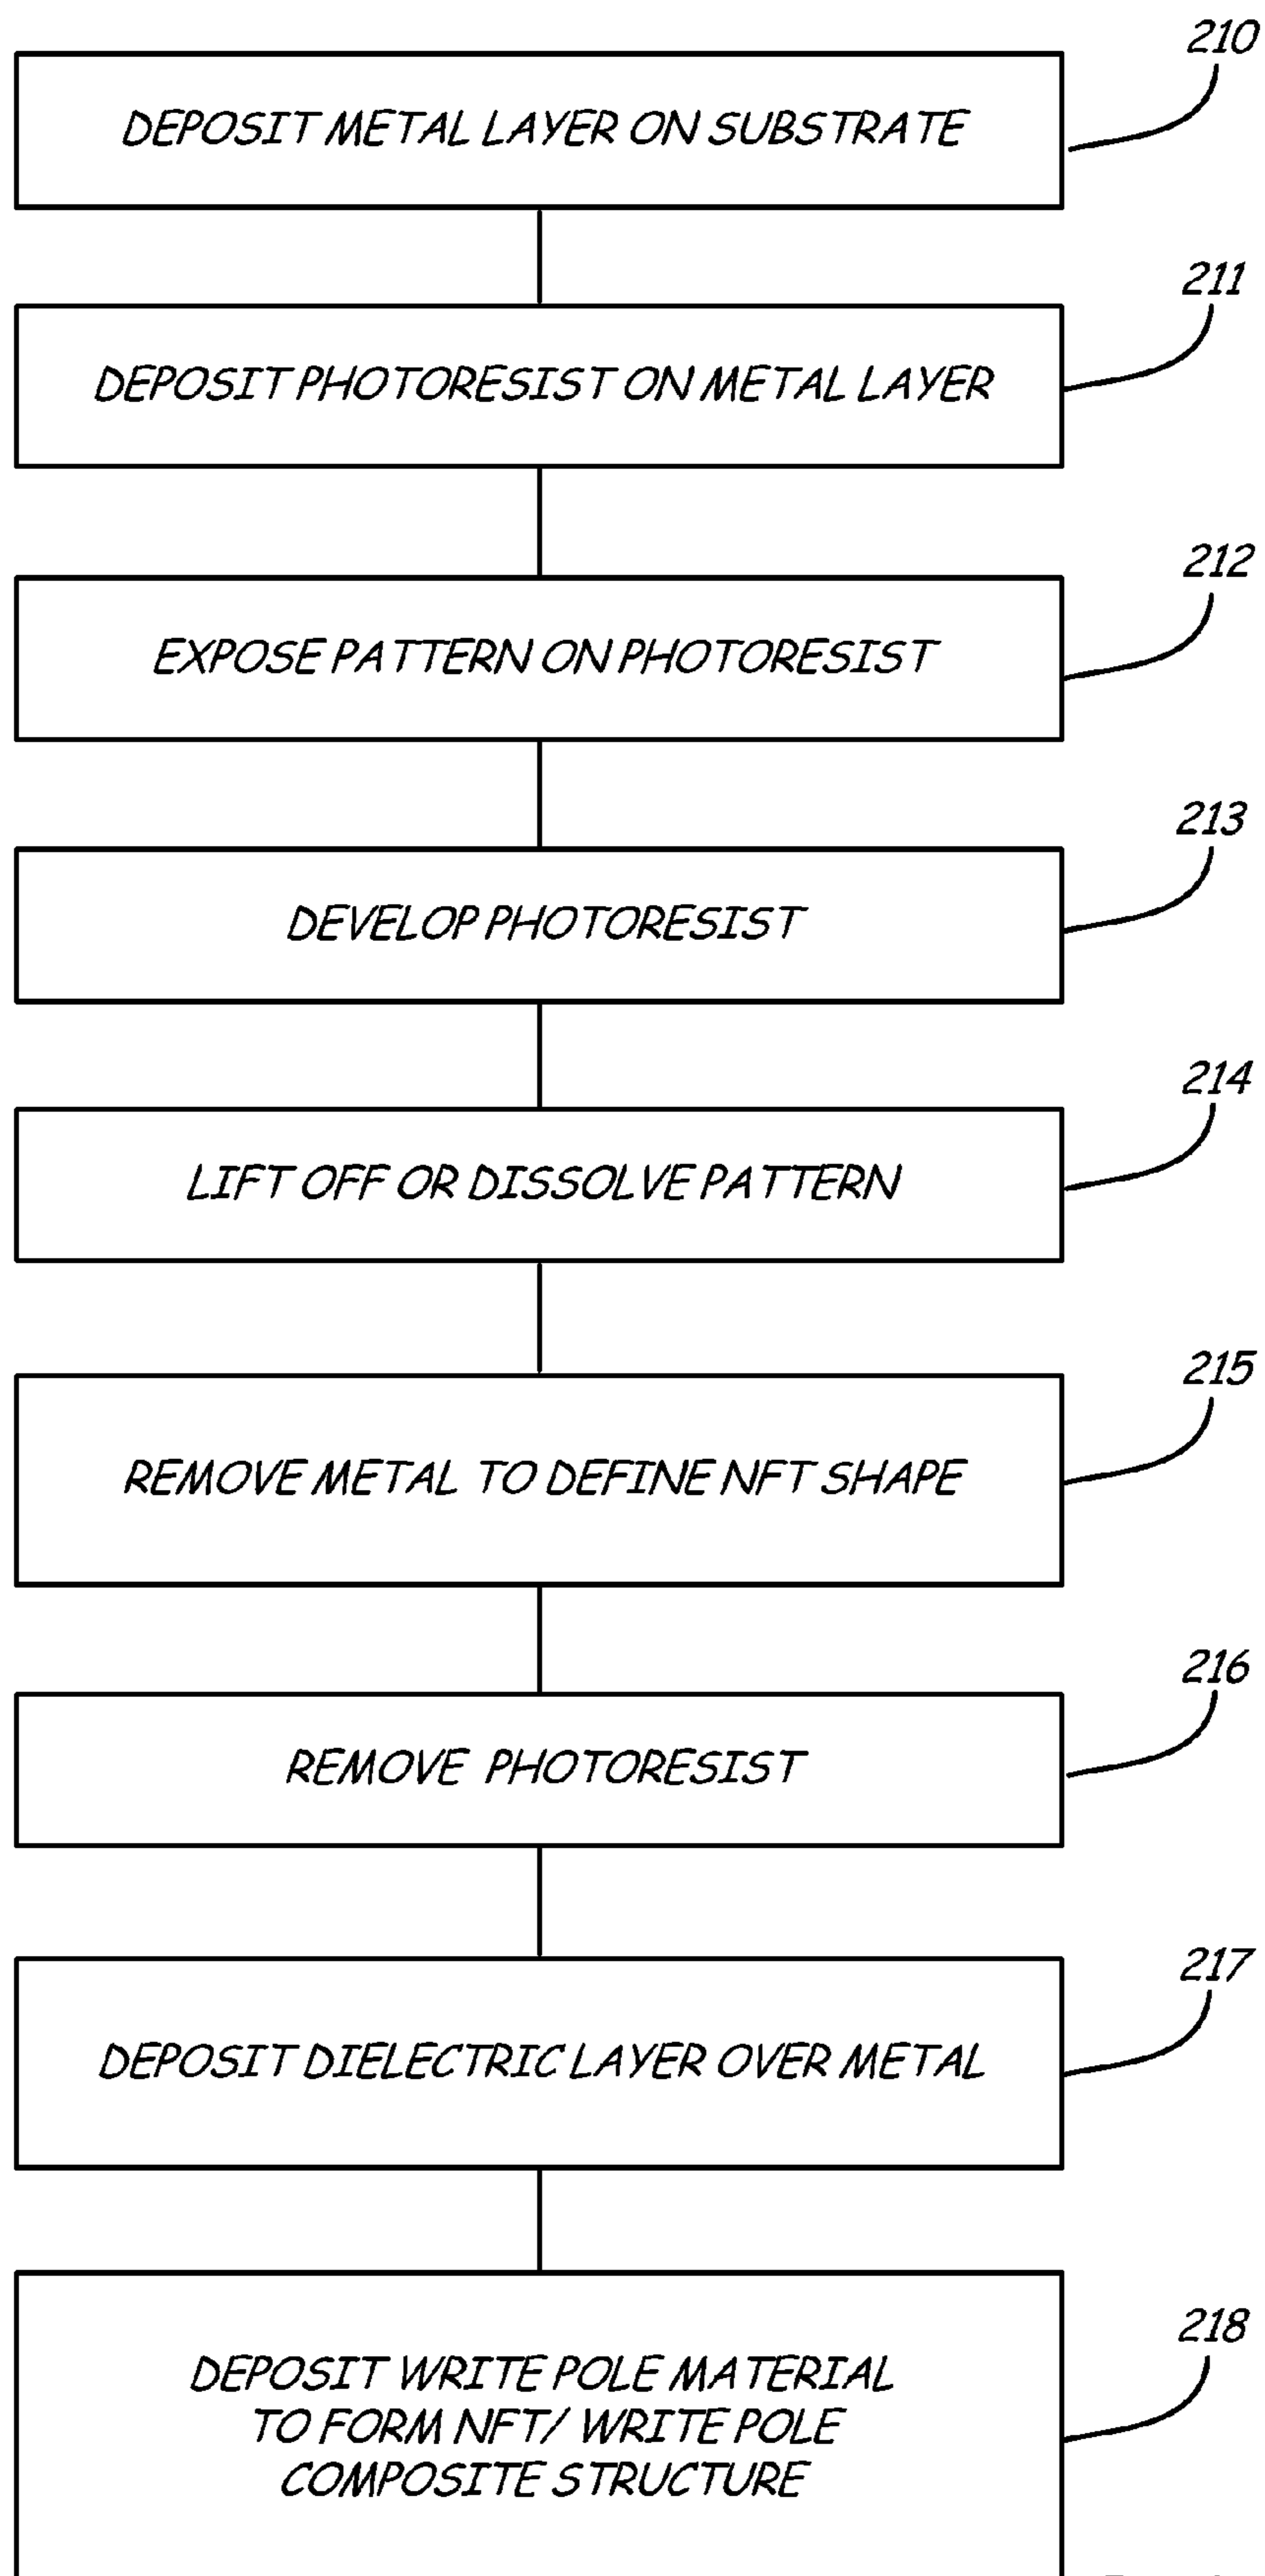 210
DEPOSIT METAL LAYER ON SUBSTRATE
211
DEPOSIT PHOTORESIST ON METAL LAYER
212
EXPOSE PATTERN ON PHOTORESIST
213
DEVELOP PHOTORESIST
214
LIFT OFF OR DISSOLVE PATTERN
215
REMOVE METAL TO DEFINE NFT SHAPE
216
REMOVE PHOTORESIST
217
DEPOSIT DIELECTRIC LAYER OVER METAL
218
DEPOSIT WRITE POLE MATERIAL
TO FORM NFT/ WRITE POLE
COMPOSITE STRUCTURE